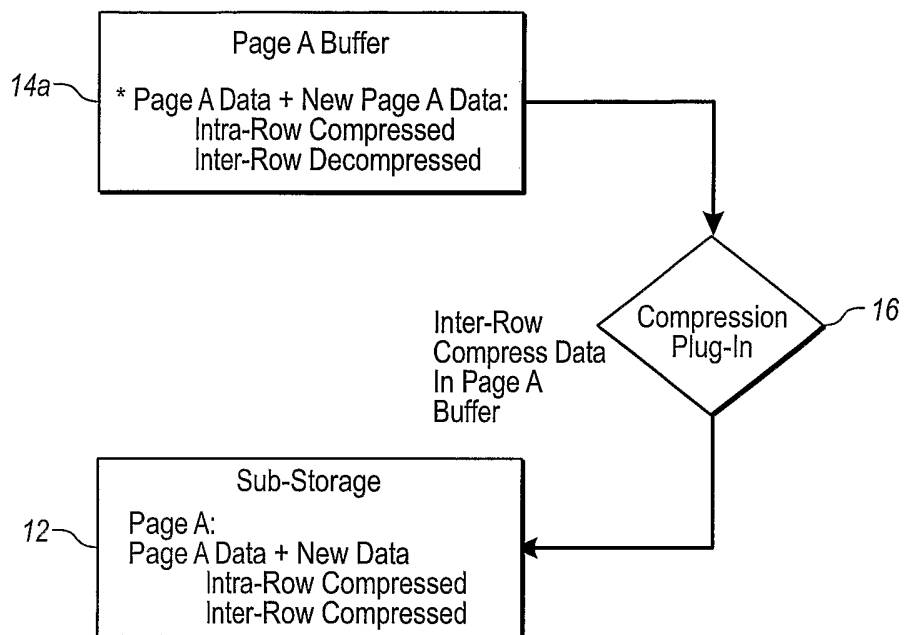 Page A Buffer
14a
* Page A Data + New Page A Data:
Intra-Row Compressed
Inter-Row Decompressed
Compression
Plug-In
16
Inter-Row
Compress Data
In Page A
Buffer
Sub-Storage
12
Page A:
Page A Data + New Data
Intra-Row Compressed
Inter-Row Compressed